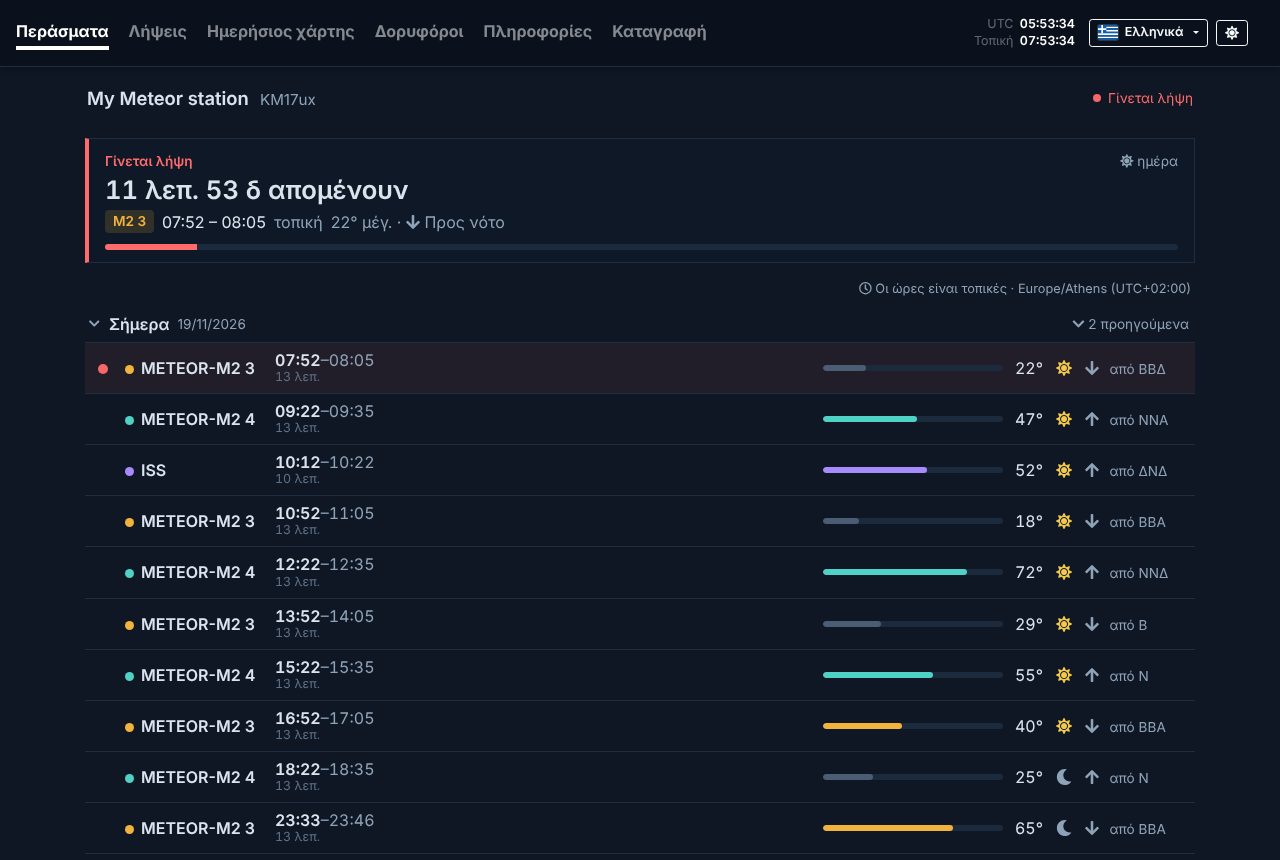 Περάσματα Λήψεις Ημερήσιος χάρτης Δορυφόροι Πληροφορίες Καταγραφή
UTC 05:53:34
Τοπική 07:53:34
Ελληνικά
My Meteor station KM17ux
Γίνεται λήψη
Γίνεται λήψη
ημέρα
11 λεπ. 53 δ απομένουν
M2 3 07:52 – 08:05 τοπική 22° μέγ. · Προς νότο
Οι ώρες είναι τοπικές · Europe/Athens (UTC+02:00)
Σήμερα 19/11/2026
2 προηγούμενα
METEOR-M2 3 07:52–08:05 22° από ΒΒΔ
13 λεπ.
METEOR-M2 4 09:22–09:35 47° από ΝΝΑ
13 λεπ.
ISS 10:12–10:22 52° από ΔΝΔ
10 λεπ.
METEOR-M2 3 10:52–11:05 18° από ΒΒΑ
13 λεπ.
METEOR-M2 4 12:22–12:35 72° από ΝΝΔ
13 λεπ.
METEOR-M2 3 13:52–14:05 29° από Β
13 λεπ.
METEOR-M2 4 15:22–15:35 55° από Ν
13 λεπ.
METEOR-M2 3 16:52–17:05 40° από ΒΒΑ
13 λεπ.
METEOR-M2 4 18:22–18:35 25° από Ν
13 λεπ.
METEOR-M2 3 23:33–23:46 65° από ΒΒΑ
13 λεπ.